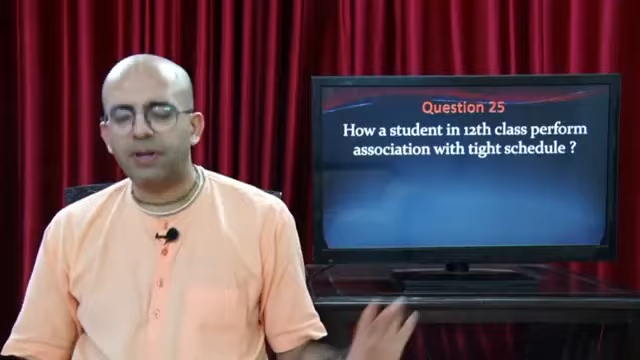 Question 25
How a student in 12th class perform
association with tight schedule ?